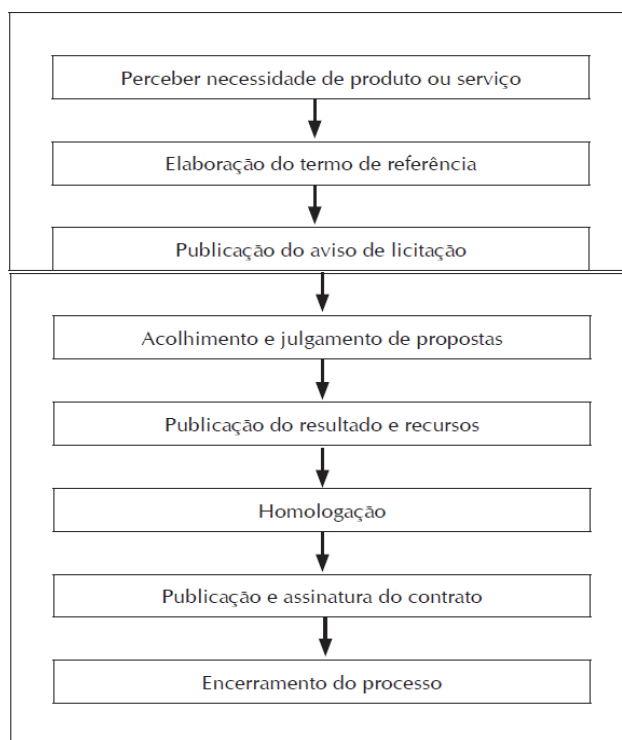 Perceber necessidade de produto ou serviço
Elaboração do termo de referência
Publicação do aviso de licitação
Acolhimento e julgamento de propostas
Publicação do resultado e recursos
Homologação
Publicação e assinatura do contrato
Encerramento do processo